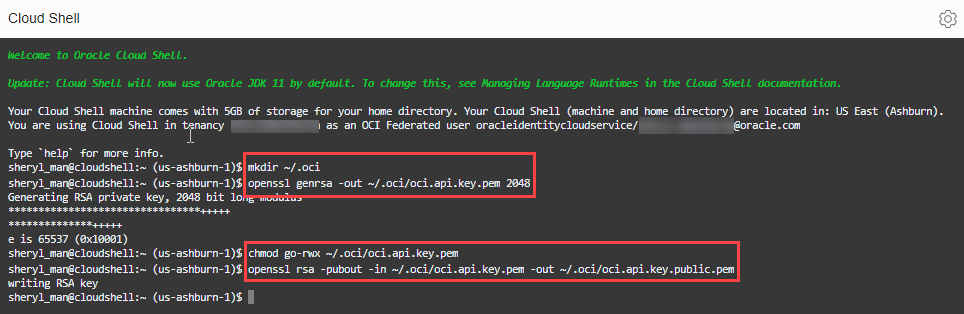 Cloud Shell
Welcome to Oracle Cloud Shell.
Update: Cloud Shell will now use Oracle JDK 11 by default. To change this, see Managing Language Runtimes in the Cloud Shell documentation.
Your Cloud Shell machine comes with 5GB of storage for your home directory. Your Cloud Shell (machine and home directory) are located in: US East (Ashburn).
You are using Cloud Shell in tenancy as an OCI Federated user oracleidentitycloudservice/ @oracle.com
Type `help` for more info.
sheryl_man@cloudshell:~ (us-ashburn-1)$ mkdir ~/.oci
sheryl_man@cloudshell:~ (us-ashburn-1)$ openssl genrsa -out ~/.oci/oci.api.key.pem 2048
Generating RSA private key, 2048 bit long modulus
*******************************+++++
**************+++++
e is 65537 (0x10001)
sheryl_man@cloudshell:~ (us-ashburn-1)$ chmod go-rwx ~/.oci/oci.api.key.pem
sheryl_man@cloudshell:~ (us-ashburn-1)$ openssl rsa -pubout -in ~/.oci/oci.api.key.pem -out ~/.oci/oci.api.key.public.pem
writing RSA key
sheryl_man@cloudshell:~ (us-ashburn-1)$